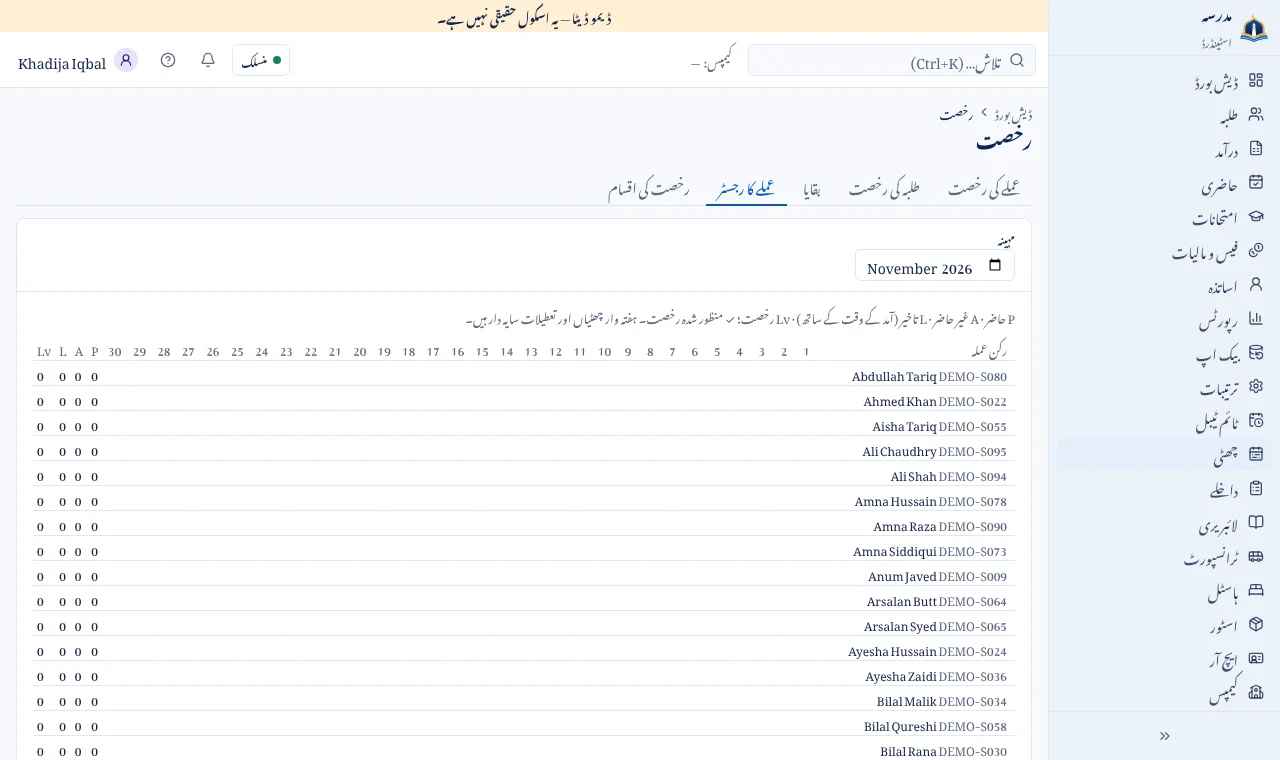 ڈیمو ڈیٹا — یہ اسکول حقیقی نہیں ہے۔
مدرسہ
اسٹینڈرڈ
تلاش... (Ctrl+K)
کیمپس: —
منسلک
Khadija Iqbal
ڈیش بورڈ
طلبہ
درآمد
حاضری
امتحانات
فیس و مالیات
اساتذہ
رپورٹس
بیک اپ
ترتیبات
ٹائم ٹیبل
چھٹی
داخلے
لائبریری
ٹرانسپورٹ
ہاسٹل
اسٹور
ایچ آر
کیمپس
ڈیش بورڈ › رخصت
رخصت
عملے کی رخصت
طلبہ کی رخصت
بقایا
عملے کا رجسٹر
رخصت کی اقسام
مہینہ
November 2026
P حاضر · A غیر حاضر · L تاخیر (آمد کے وقت کے ساتھ) · Lv رخصت؛ ✓ منظور شدہ رخصت۔ ہفتہ وار چھٹیاں اور تعطیلات سایہ دار ہیں۔
رکن عملہ 1 2 3 4 5 6 7 8 9 10 11 12 13 14 15 16 17 18 19 20 21 22 23 24 25 26 27 28 29 30 P A L Lv
Abdullah Tariq DEMO-S080 0 0 0 0
Ahmed Khan DEMO-S022 0 0 0 0
Aisha Tariq DEMO-S055 0 0 0 0
Ali Chaudhry DEMO-S095 0 0 0 0
Ali Shah DEMO-S094 0 0 0 0
Amna Hussain DEMO-S078 0 0 0 0
Amna Raza DEMO-S090 0 0 0 0
Amna Siddiqui DEMO-S073 0 0 0 0
Anum Javed DEMO-S009 0 0 0 0
Arsalan Butt DEMO-S064 0 0 0 0
Arsalan Syed DEMO-S065 0 0 0 0
Ayesha Hussain DEMO-S024 0 0 0 0
Ayesha Zaidi DEMO-S036 0 0 0 0
Bilal Malik DEMO-S034 0 0 0 0
Bilal Qureshi DEMO-S058 0 0 0 0
Bilal Rana DEMO-S030 0 0 0 0